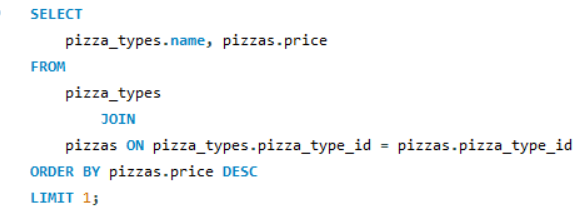 SELECT
pizza_types.name, pizzas.price
FROM
pizza_types
JOIN
pizzas ON pizza_types.pizza_type_id = pizzas.pizza_type_id
ORDER BY pizzas.price DESC
LIMIT 1;